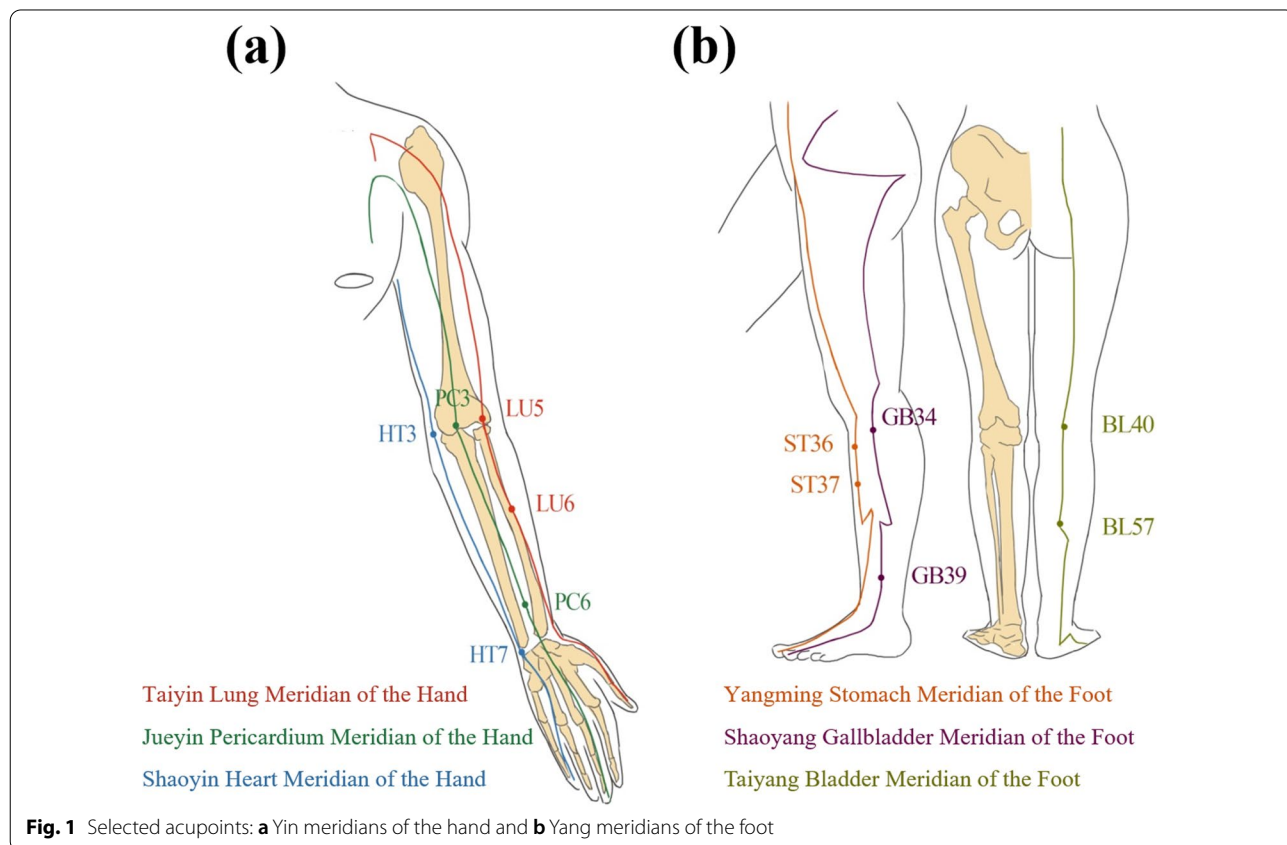 (a)
(b)
PC3
LU5
HT3
LU6
PC6
HT7
GB34
ST36
ST37
GB39
BL40
BL57
Taiyin Lung Meridian of the Hand
Jueyin Pericardium Meridian of the Hand
Shaoyin Heart Meridian of the Hand
Yangming Stomach Meridian of the Foot
Shaoyang Gallbladder Meridian of the Foot
Taiyang Bladder Meridian of the Foot
Fig. 1 Selected acupoints: a Yin meridians of the hand and b Yang meridians of the foot